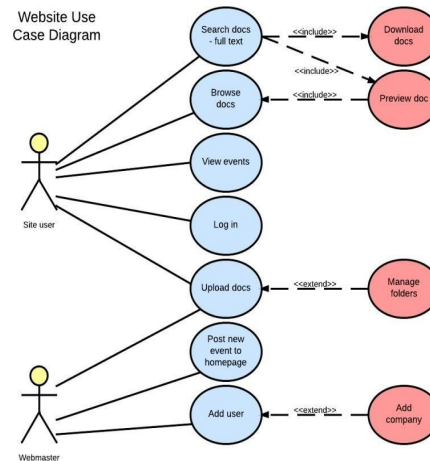 Website Use
Case Diagram
Search docs
- full text
<<include>>
Download
docs
<<include>>
Browse
docs
<<include>>
Preview doc
View events
Site user
Log in
Upload docs
<<extend>>
Manage
folders
Post new
event to
homepage
Add user
<<extend>>
Add
company
Webmaster